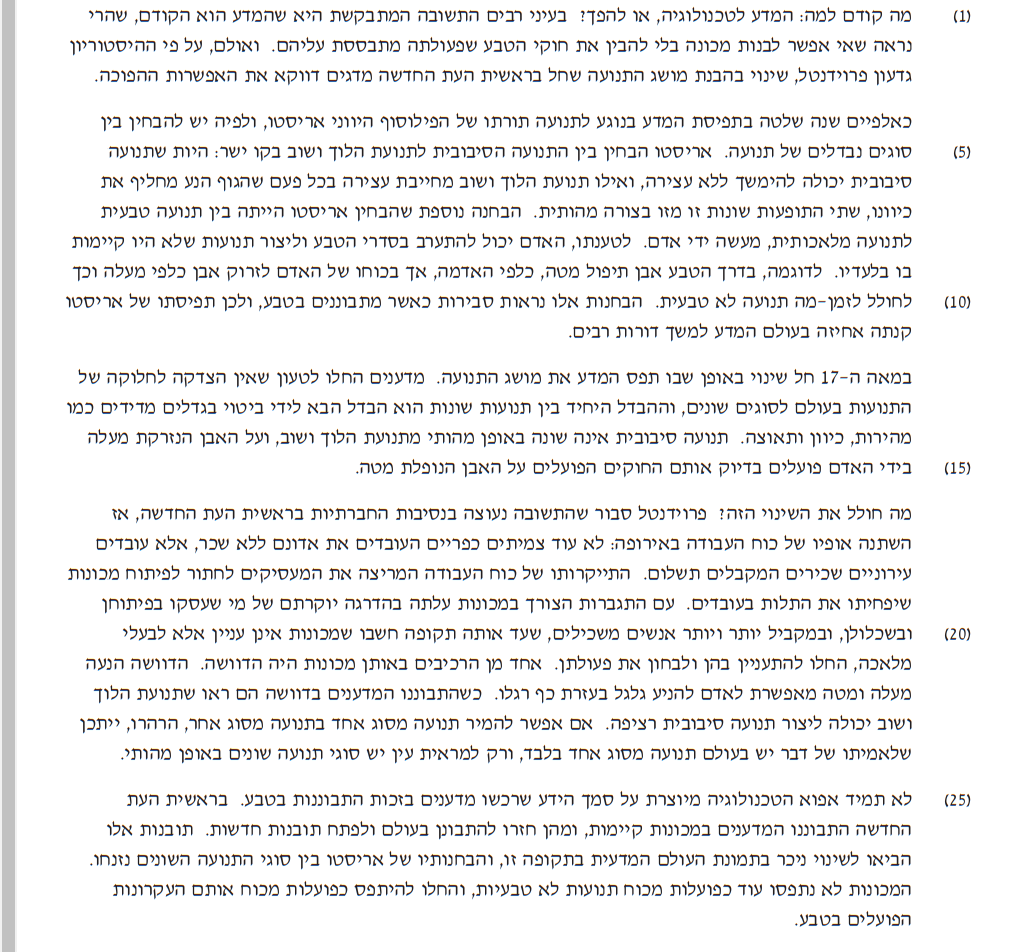 (1) מה קודם למה: המדע לטכנולוגיה, או להפך? בעיני רבים התשובה המתבקשת היא שהמדע הוא הקודם, שהרי
נראה שאי אפשר לבנות מכונה בלי להבין את חוקי הטבע שפעולתה מתבססת עליהם. ואולם, על פי ההיסטוריון
גדעון פרוידנטל, שינוי בהבנת מושג התנועה שחל בראשית העת החדשה מדגים דווקא את האפשרות ההפוכה.
כאלפיים שנה שלטה בתפיסת המדע בנוגע לתנועה תורתו של הפילוסוף היווני אריסטו, ולפיה יש להבחין בין
(5) סוגים נבדלים של תנועה. אריסטו הבחין בין התנועה הסיבובית לתנועת הלוך ושוב בקו ישר: היות שתנועה
סיבובית יכולה להימשך ללא עצירה, ואילו תנועת הלוך ושוב מחייבת עצירה בכל פעם שהגוף הנע מחליף את
כיוונו, שתי התופעות שונות זו מזו בצורה מהותית. הבחנה נוספת שהבחין אריסטו הייתה בין תנועה טבעית
לתנועה מלאכותית, מעשה ידי אדם. לטענתו, האדם יכול להתערב בסדרי הטבע וליצור תנועות שלא היו קיימות
בו בלעדיו. לדוגמה, בדרך הטבע אבן תיפול מטה, כלפי האדמה, אך בכוחו של האדם לזרוק אבן כלפי מעלה וכך
(10) לחולל לזמן-מה תנועה לא טבעית. הבחנות אלו נראות סבירות כאשר מתבוננים בטבע, ולכן תפיסתו של אריסטו
קנתה אחיזה בעולם המדע למשך דורות רבים.
במאה ה-17 חל שינוי באופן שבו תפס המדע את מושג התנועה. מדענים החלו לטעון שאין הצדקה לחלוקה של
התנועות בעולם לסוגים שונים, וההבדל היחיד בין תנועות שונות הוא הבדל הבא לידי ביטוי בגדלים מדידים כמו
מהירות, כיוון ותאוצה. תנועה סיבובית אינה שונה באופן מהותי מתנועת הלוך ושוב, ועל האבן הנזרקת מעלה
(15) בידי האדם פועלים בדיוק אותם החוקים הפועלים על האבן הנופלת מטה.
מה חולל את השינוי הזה? פרוידנטל סבור שהתשובה נעוצה בנסיבות החברתיות בראשית העת החדשה, אז
השתנה אופיו של כוח העבודה באירופה: לא עוד צמיתים כפריים העובדים את אדונם ללא שכר, אלא עובדים
עירוניים שכירים המקבלים תשלום. התייקרותו של כוח העבודה המריצה את המעסיקים לחתור לפיתוח מכונות
שיפחיתו את התלות בעובדים. עם התגברות הצורך במכונות עלתה בהדרגה יוקרתם של מי שעסקו בפיתוחן
(20) ובשכלולן, ובמקביל יותר ויותר אנשים משכילים, שעד אותה תקופה חשבו שמכונות אינן עניין אלא לבעלי
מלאכה, החלו להתעניין בהן ולבחון את פעולתן. אחד מן הרכיבים באותן מכונות היה הדוושה. הדוושה הנעה
מעלה ומטה מאפשרת לאדם להניע גלגל בעזרת כף רגלו. כשהתבוננו המדענים בדוושה הם ראו שתנועת הלוך
ושוב יכולה ליצור תנועה סיבובית רציפה. אם אפשר להמיר תנועה מסוג אחד בתנועה מסוג אחר, הרהרו, ייתכן
שלאמיתו של דבר יש בעולם תנועה מסוג אחד בלבד, ורק למראית עין יש סוגי תנועה שונים באופן מהותי.
(25) לא תמיד אפוא הטכנולוגיה מיוצרת על סמך הידע שרכשו מדענים בזכות התבוננות בטבע. בראשית העת
החדשה התבוננו המדענים במכונות קיימות, ומהן חזרו להתבונן בעולם ולפתח תובנות חדשות. תובנות אלו
הביאו לשינוי ניכר בתמונת העולם המדעית בתקופה זו, והבחנותיו של אריסטו בין סוגי התנועה השונים נזנחו.
המכונות לא נתפסו עוד כפועלות מכוח תנועות לא טבעיות, והחלו להיתפס כפועלות מכוח אותם העקרונות
הפועלים בטבע.